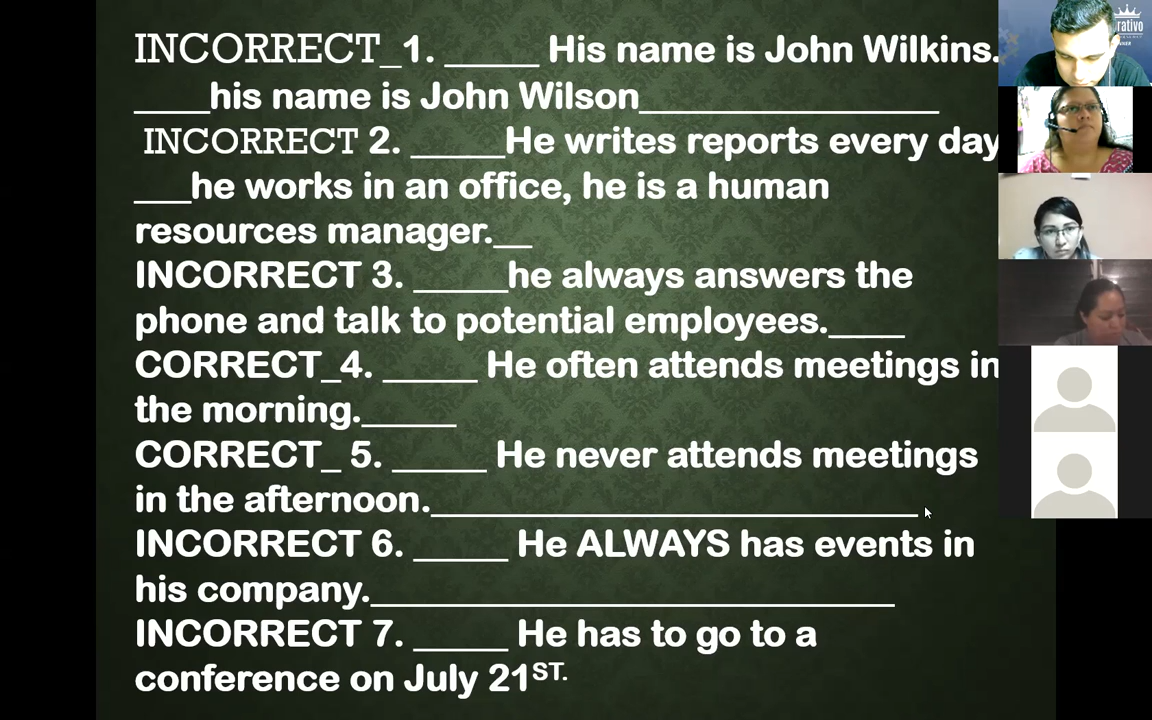 INCORRECT_1. _____ His name is John Wilkins.
____his name is John Wilson________________
INCORRECT 2. _____He writes reports every day
___he works in an office, he is a human
resources manager.__
INCORRECT 3. _____he always answers the
phone and talk to potential employees.____
CORRECT_4. _____ He often attends meetings in
the morning._____
CORRECT_ 5. _____ He never attends meetings
in the afternoon.__________________________
INCORRECT 6. _____ He ALWAYS has events in
his company.____________________________
INCORRECT 7. _____ He has to go to a
conference on July 21ST.